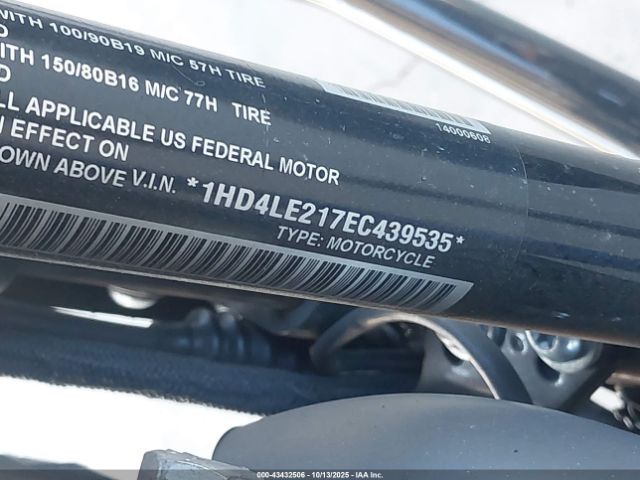 WITH 100/90B19 M/C 57H TIRE
D
WITH 150/80B16 M/C 77H TIRE
D
LL APPLICABLE US FEDERAL MOTOR
N EFFECT ON
OWN ABOVE V.I.N. *1HD4LE217EC439535*
TYPE: MOTORCYCLE
14000608
000-43432506 - 10/13/2025 - IAA Inc.